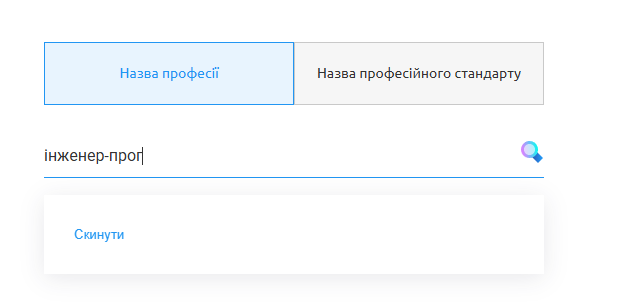 Назва професії
Назва професійного стандарту
інженер-прог
Скинути